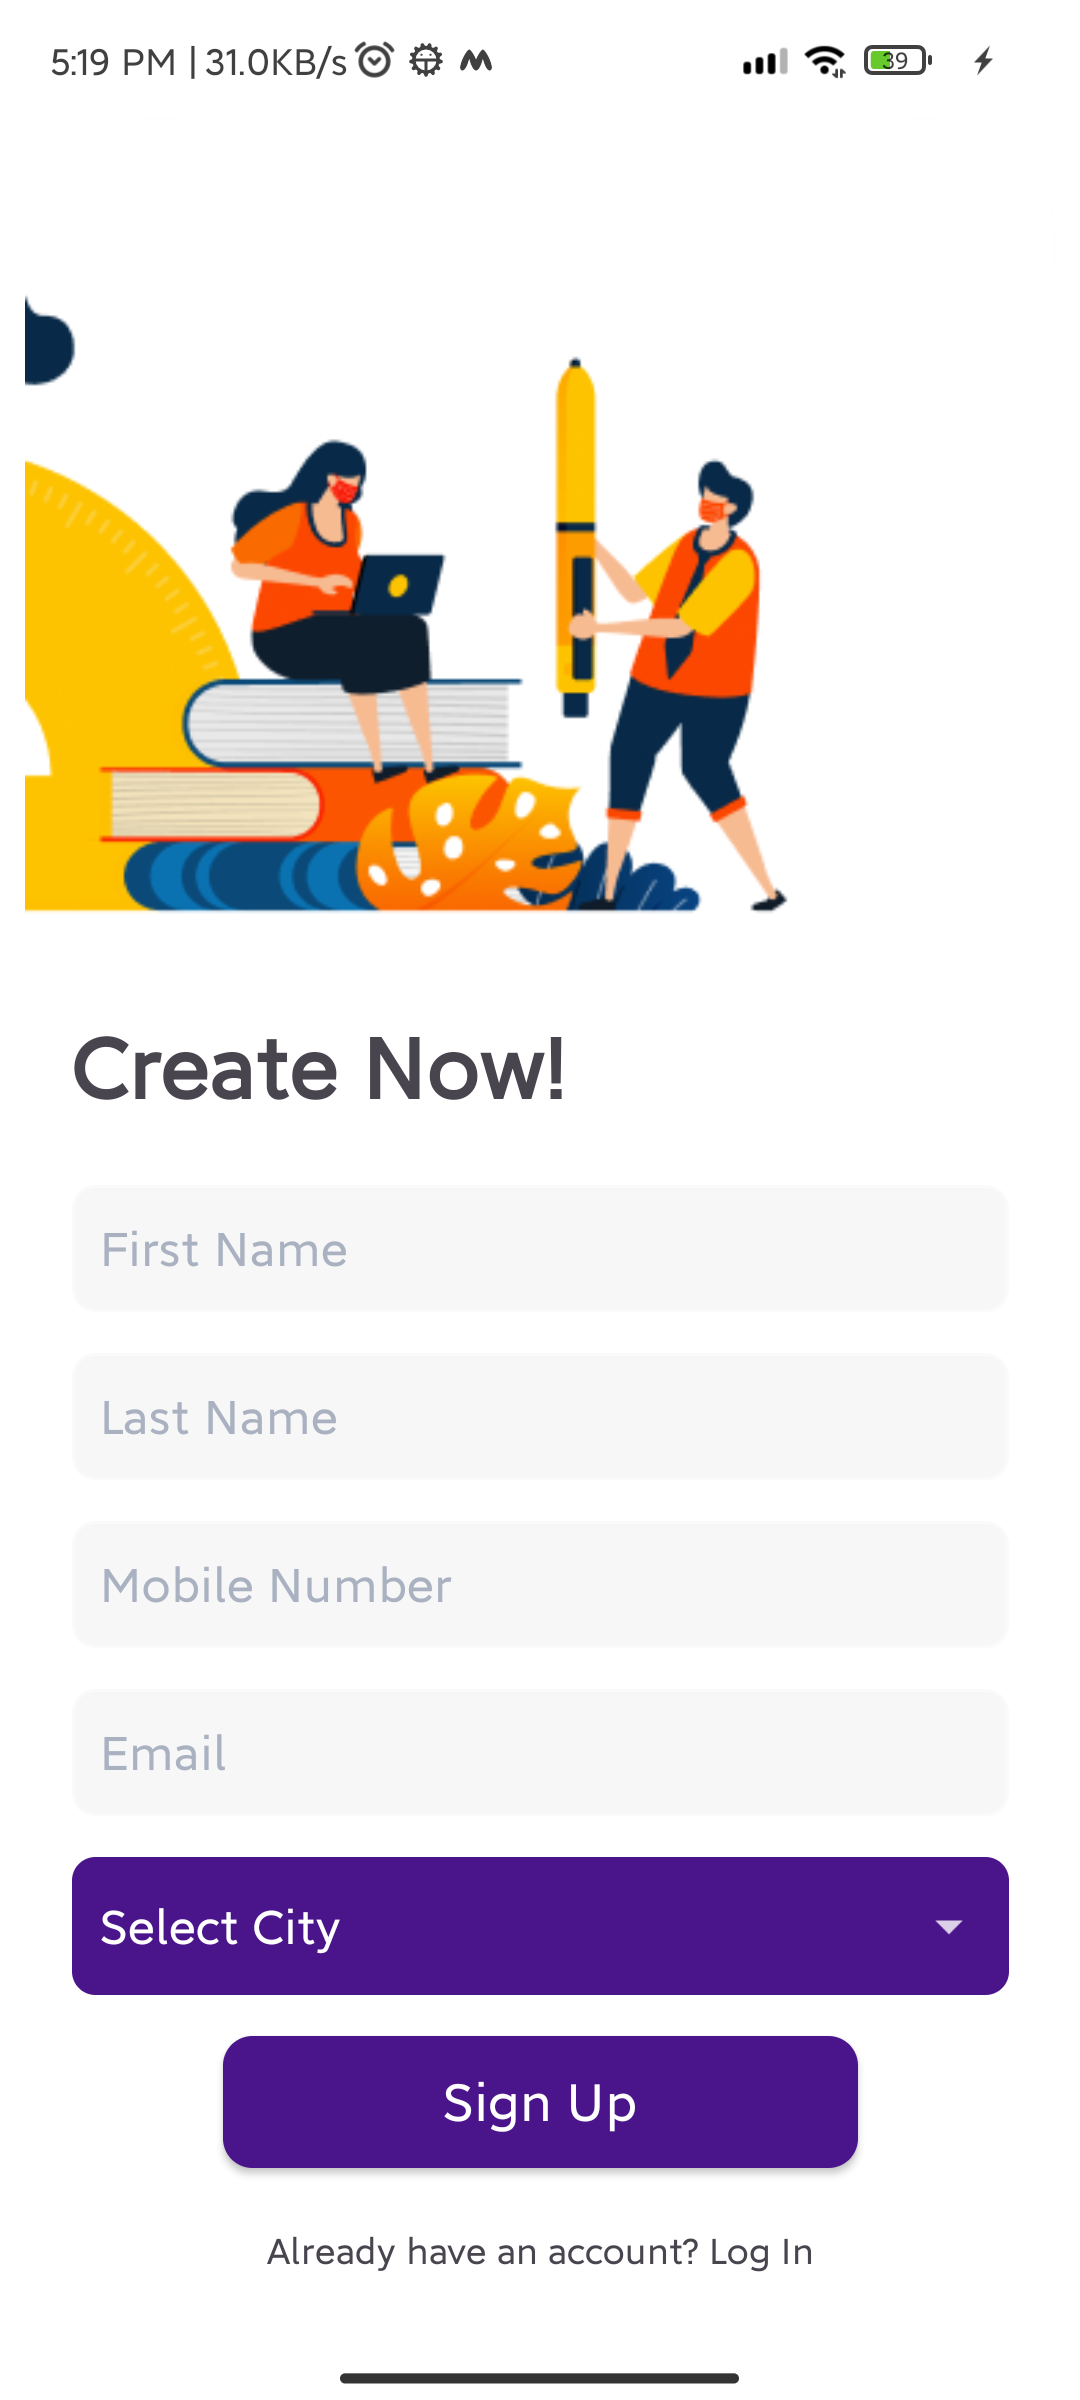 5:19 PM | 31.0KB/s 39
Create Now!
First Name
Last Name
Mobile Number
Email
Select City
Sign Up
Already have an account? Log In